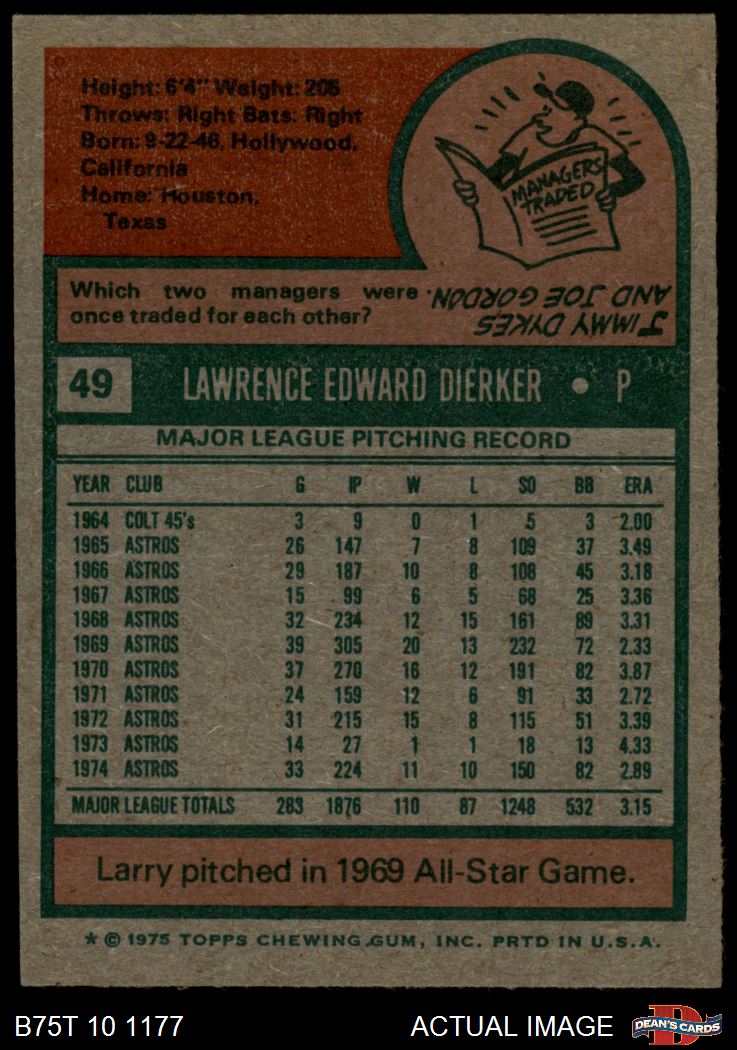 Height: 6'4" Weight: 205
Throws: Right Bats: Right
Born: 9-22-46, Hollywood,
California
Home: Houston,
Texas
MANAGERS
TRADED
Which two managers were
once traded for each other?
JIMMY DYKES
AND JOE GORDON.
49 LAWRENCE EDWARD DIERKER • P
MAJOR LEAGUE PITCHING RECORD
YEAR CLUB G IP W L SO BB ERA
1964 COLT 45's 3 9 0 1 5 3 2.00
1965 ASTROS 26 147 7 8 109 37 3.49
1966 ASTROS 29 187 10 8 108 45 3.18
1967 ASTROS 15 99 6 5 68 25 3.36
1968 ASTROS 32 234 12 15 161 89 3.31
1969 ASTROS 39 305 20 13 232 72 2.33
1970 ASTROS 37 270 16 12 191 82 3.87
1971 ASTROS 24 159 12 6 91 33 2.72
1972 ASTROS 31 215 15 8 115 51 3.39
1973 ASTROS 14 27 1 1 18 13 4.33
1974 ASTROS 33 224 11 10 150 82 2.89
MAJOR LEAGUE TOTALS 283 1876 110 87 1248 532 3.15
Larry pitched in 1969 All-Star Game.
* © 1975 TOPPS CHEWING GUM, INC. PRTD IN U.S.A.
B75T 10 1177 ACTUAL IMAGE DEAN'S CARDS